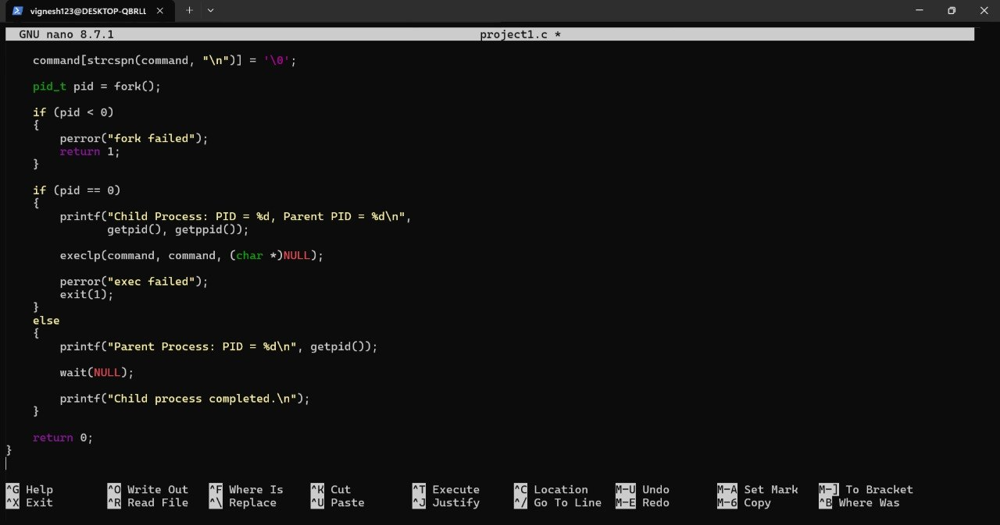 vignesh123@DESKTOP-QBRLL
GNU nano 8.7.1 project1.c *
command[strcspn(command, "\n")] = '\0';
pid_t pid = fork();
if (pid < 0)
{
perror("fork failed");
return 1;
}
if (pid == 0)
{
printf("Child Process: PID = %d, Parent PID = %d\n",
getpid(), getppid());
execlp(command, command, (char *)NULL);
perror("exec failed");
exit(1);
}
else
{
printf("Parent Process: PID = %d\n", getpid());
wait(NULL);
printf("Child process completed.\n");
}
return 0;
}
^G Help ^O Write Out ^F Where Is ^K Cut ^T Execute ^C Location M-U Undo M-A Set Mark M-] To Bracket
^X Exit ^R Read File ^\ Replace ^U Paste ^J Justify ^/ Go To Line M-E Redo M-6 Copy ^B Where Was